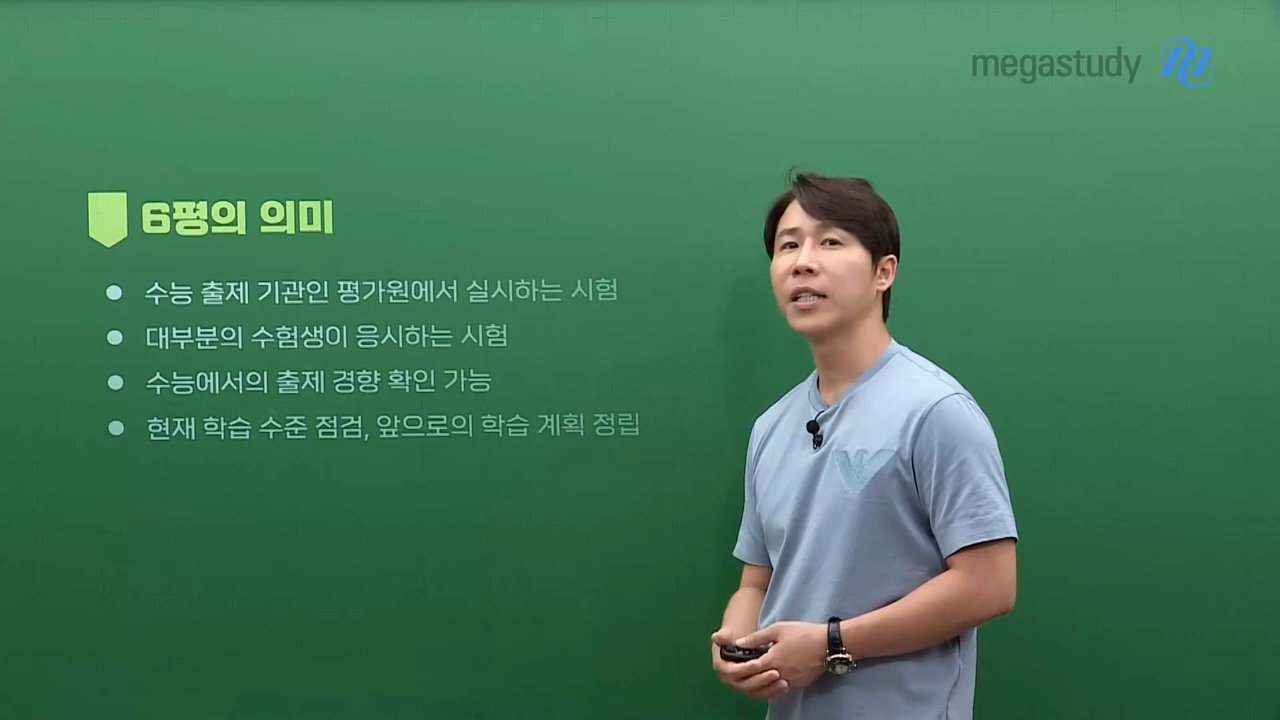 megastudy
6평의 의미
수능 출제 기관인 평가원에서 실시하는 시험
대부분의 수험생이 응시하는 시험
수능에서의 출제 경향 확인 가능
현재 학습 수준 점검, 앞으로의 학습 계획 정립